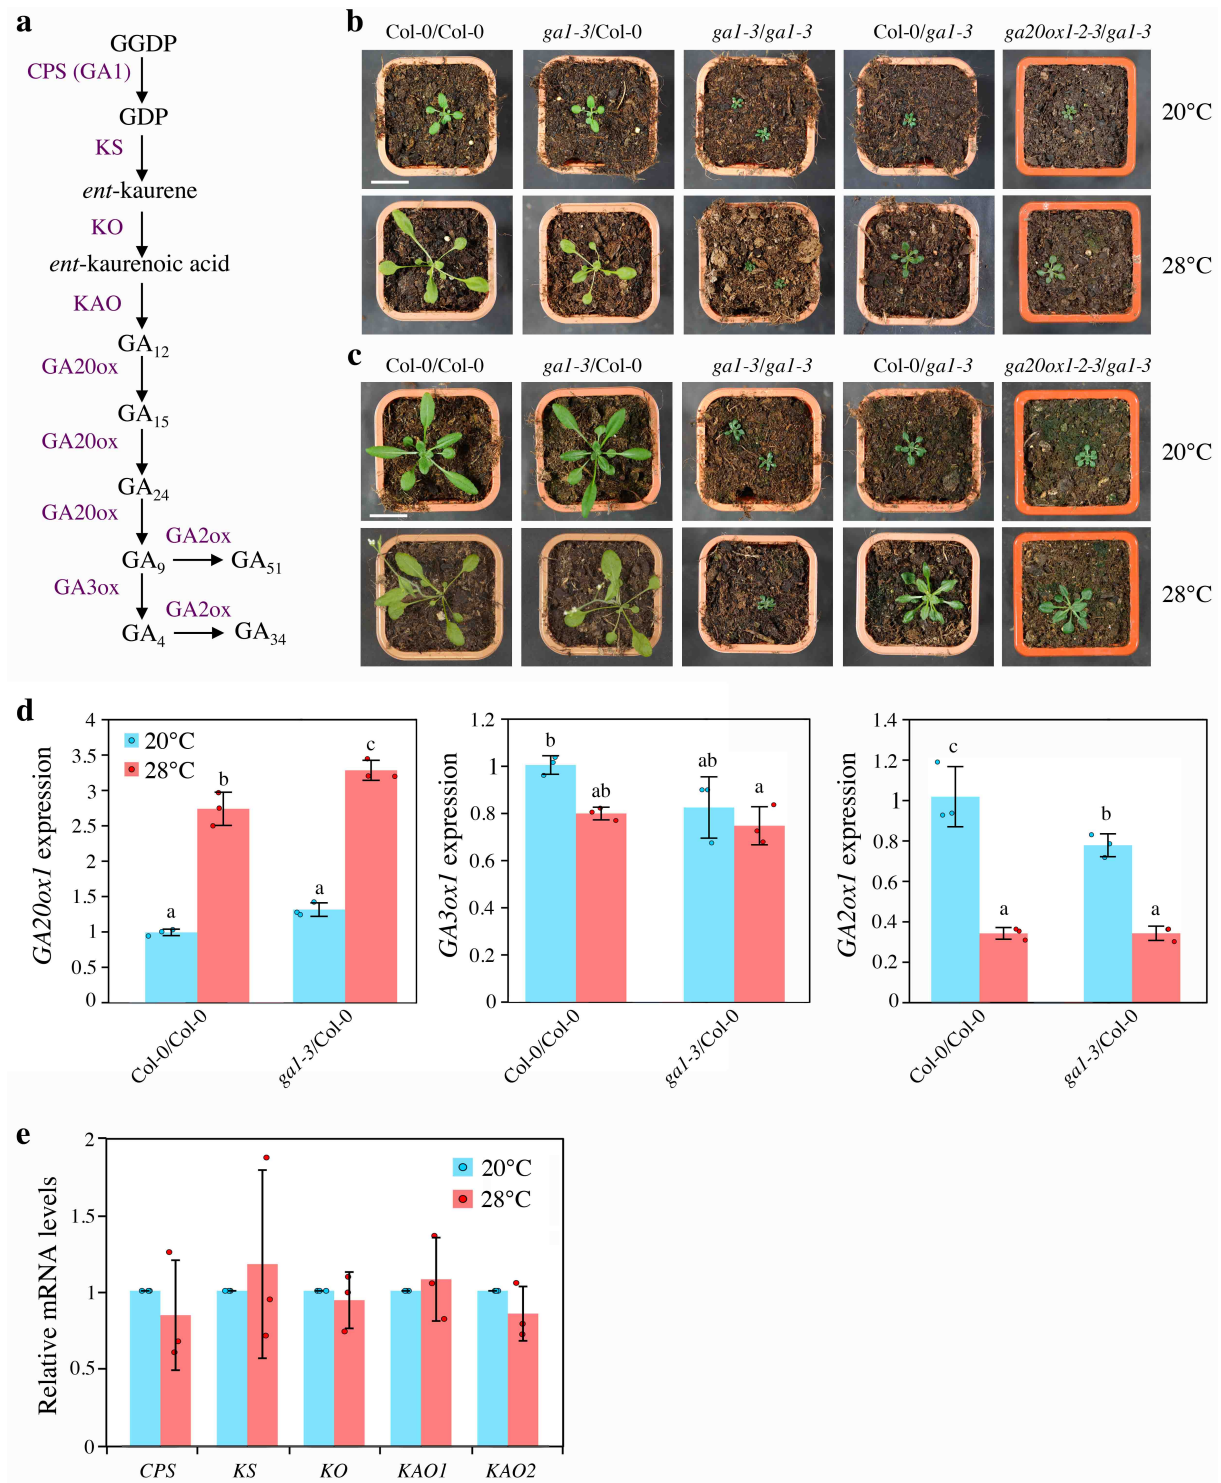 a
GGDP
CPS (GA1)
GDP
KS
ent-kaurene
KO
ent-kaurenoic acid
KAO
GA12
GA20ox
GA15
GA20ox
GA24
GA20ox
GA2ox
GA9
GA51
GA3ox
GA2ox
GA4
GA34
b
Col-0/Col-0 ga1-3/Col-0 ga1-3/ga1-3 Col-0/ga1-3 ga20ox1-2-3/ga1-3
20°C
28°C
c
Col-0/Col-0 ga1-3/Col-0 ga1-3/ga1-3 Col-0/ga1-3 ga20ox1-2-3/ga1-3
20°C
28°C
d
GA20ox1 expression
4
3.5
3
2.5
2
1.5
1
0.5
0
20°C
28°C
a
b
a
c
Col-0/Col-0
ga1-3/Col-0
GA3ox1 expression
1.2
1
0.8
0.6
0.4
0.2
0
b
ab
ab
a
Col-0/Col-0
ga1-3/Col-0
GA2ox1 expression
1.4
1.2
1
0.8
0.6
0.4
0.2
0
c
a
b
a
Col-0/Col-0
ga1-3/Col-0
e
Relative mRNA levels
2
1.5
1
0.5
0
20°C
28°C
CPS KS KO KAO1 KAO2